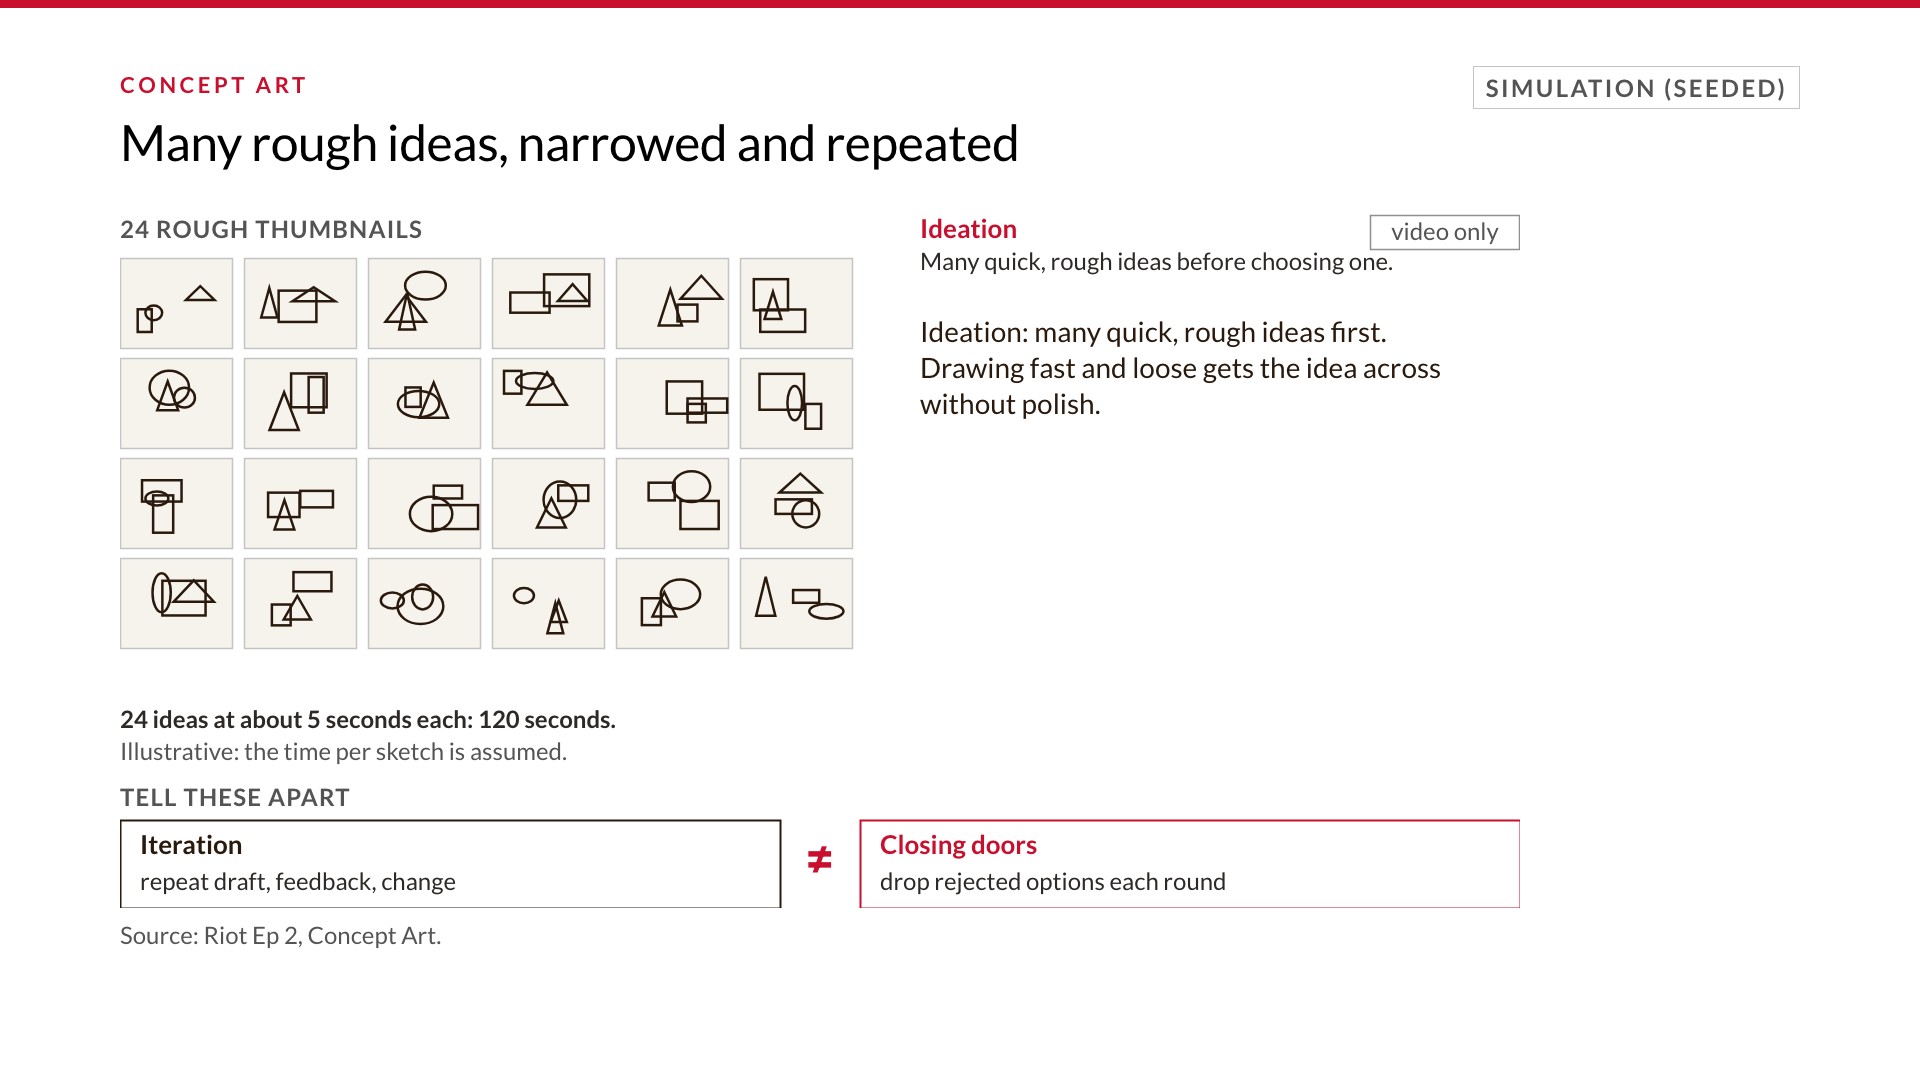 CONCEPT ART
SIMULATION (SEEDED)
Many rough ideas, narrowed and repeated
24 ROUGH THUMBNAILS
Ideation
video only
Many quick, rough ideas before choosing one.
Ideation: many quick, rough ideas first.
Drawing fast and loose gets the idea across
without polish.
24 ideas at about 5 seconds each: 120 seconds.
Illustrative: the time per sketch is assumed.
TELL THESE APART
Iteration
repeat draft, feedback, change
≠
Closing doors
drop rejected options each round
Source: Riot Ep 2, Concept Art.